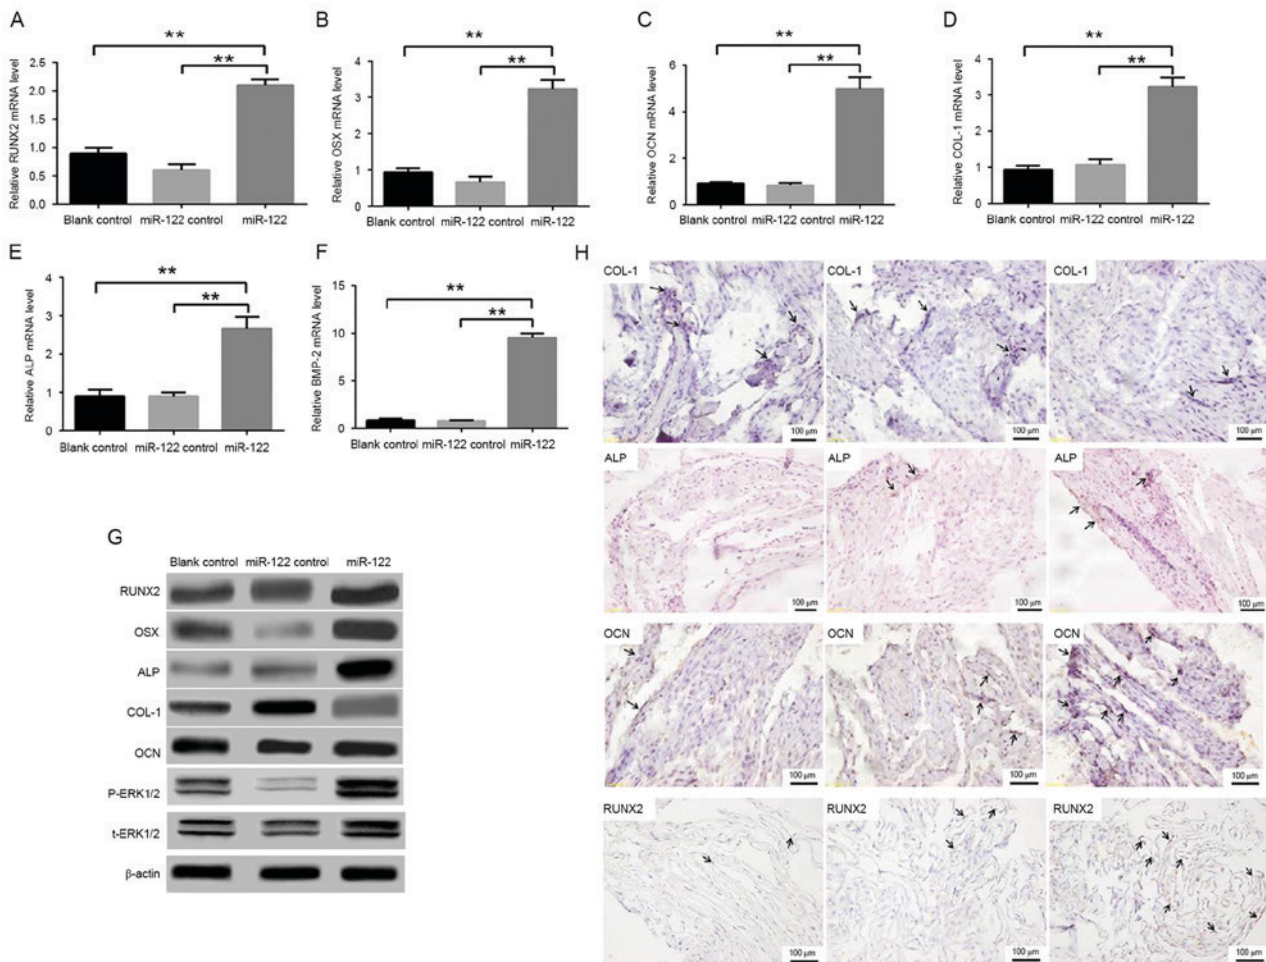 A
**
**
Relative RUNX2 mRNA level
2.5
2.0
1.5
1.0
0.5
0.0
Blank control miR-122 control miR-122
B
**
**
Relative OSX mRNA level
4
3
2
1
0
Blank control miR-122 control miR-122
C
**
**
Relative OCN mRNA level
6
4
2
0
Blank control miR-122 control miR-122
D
**
**
Relative COL-1 mRNA level
4
3
2
1
0
Blank control miR-122 control miR-122
E
**
**
Relative ALP mRNA level
4
3
2
1
0
Blank control miR-122 control miR-122
F
**
**
Relative BMP-2 mRNA level
15
10
5
0
Blank control miR-122 control miR-122
G
Blank control miR-122 control miR-122
RUNX2
OSX
ALP
COL-1
OCN
P-ERK1/2
t-ERK1/2
β-actin
H
COL-1 COL-1 COL-1
100 μm 100 μm 100 μm
ALP ALP ALP
100 μm 100 μm 100 μm
OCN OCN OCN
100 μm 100 μm 100 μm
RUNX2 RUNX2 RUNX2
100 μm 100 μm 100 μm